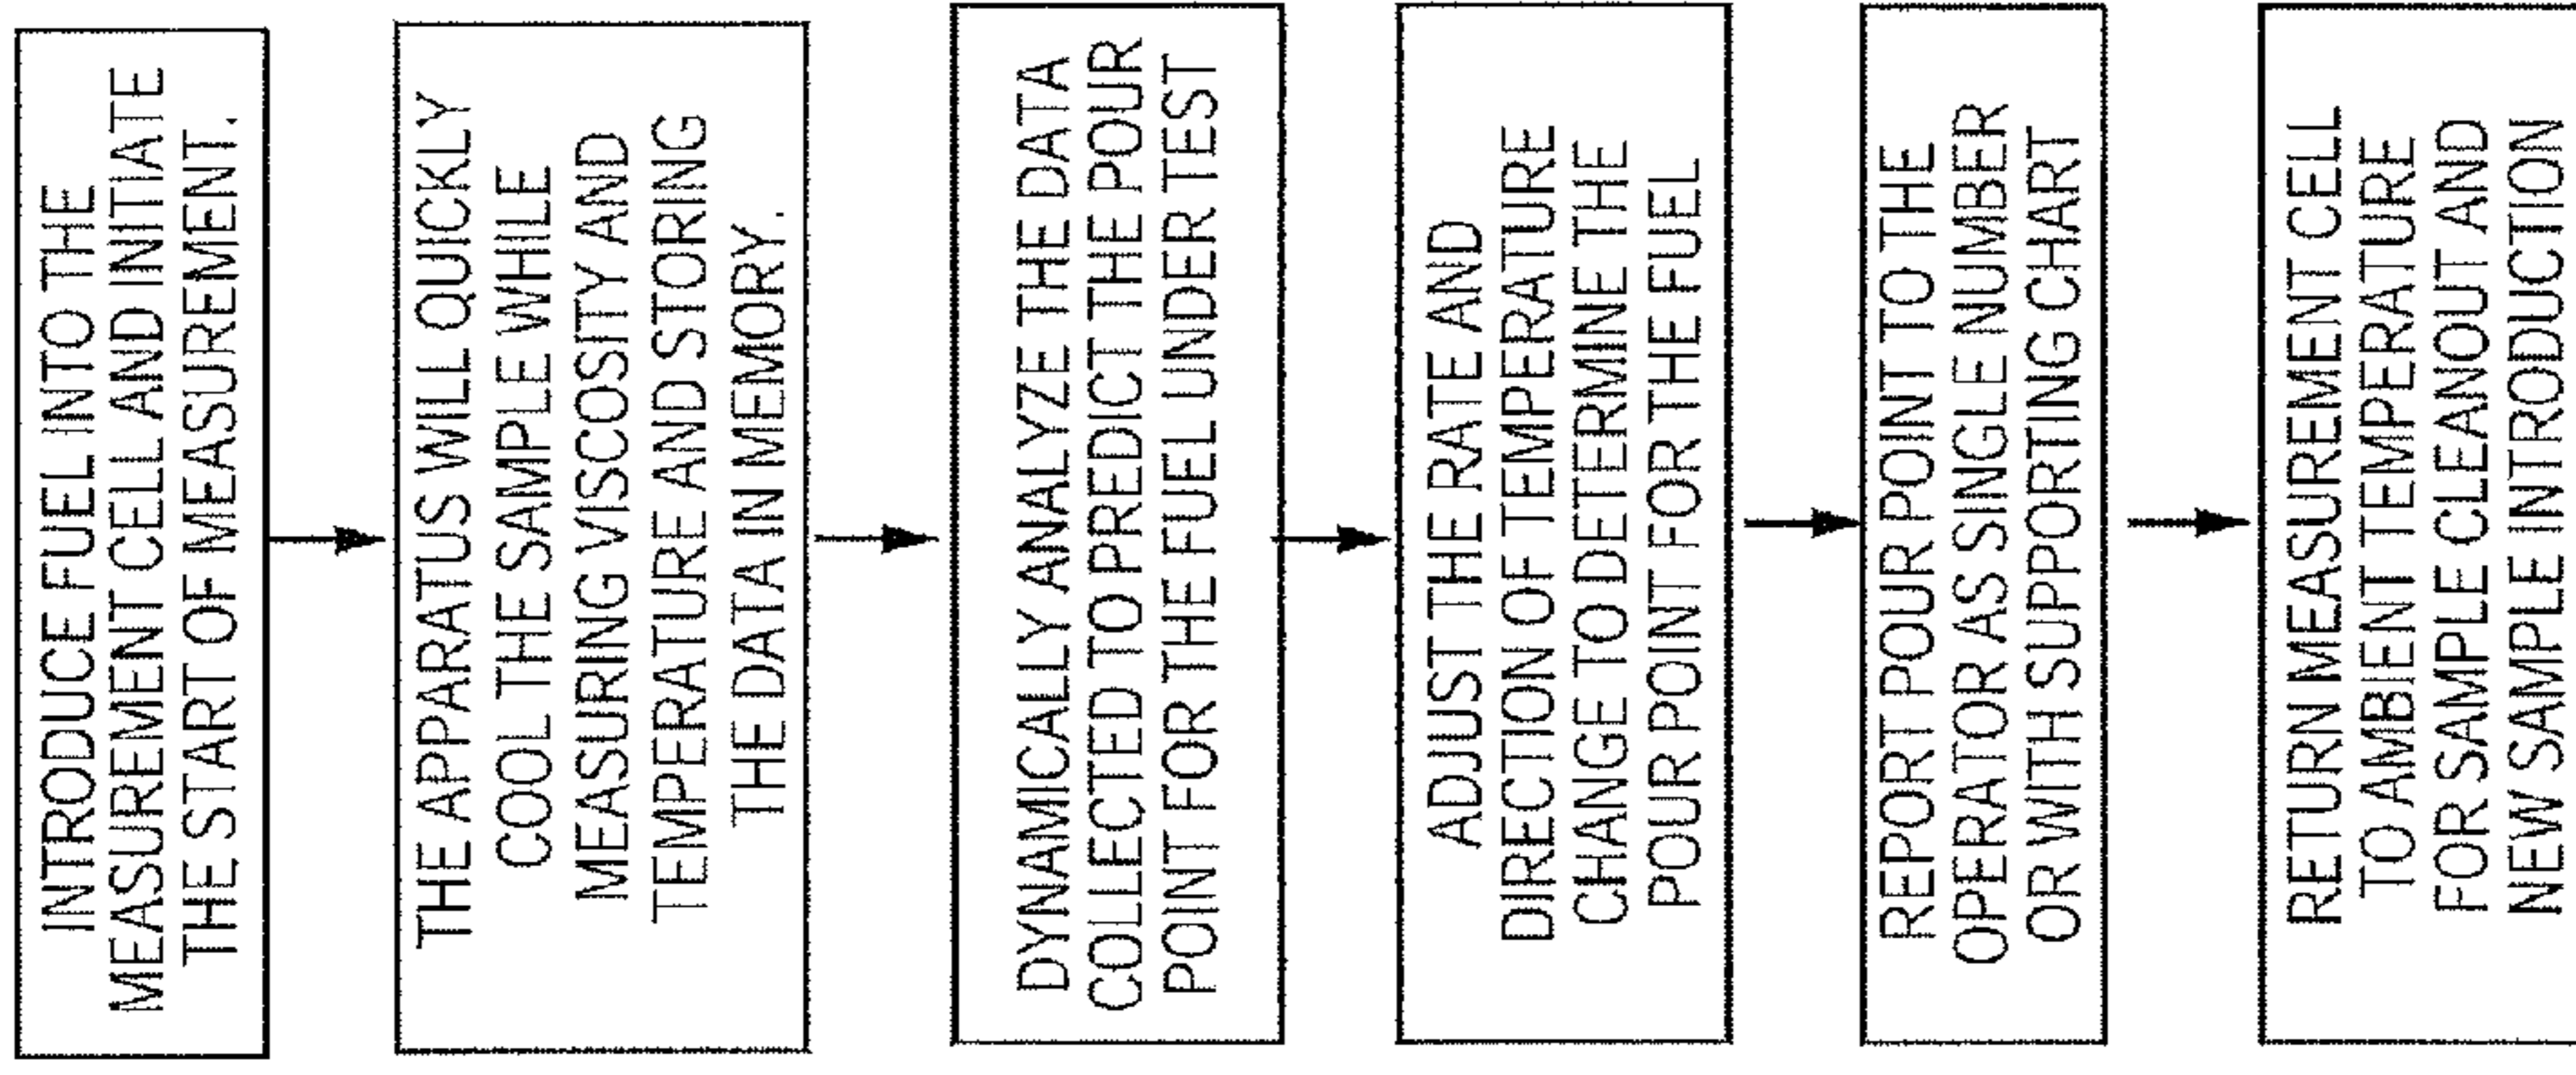 INTRODUCE FUEL INTO THE
MEASUREMENT CELL AND INITIATE
THE START OF MEASUREMENT.
THE APPARATUS WILL QUICKLY
COOL THE SAMPLE WHILE
MEASURING VISCOSITY AND
TEMPERATURE AND STORING
THE DATA IN MEMORY.
DYNAMICALLY ANALYZE THE DATA
COLLECTED TO PREDICT THE POUR
POINT FOR THE FUEL UNDER TEST
ADJUST THE RATE AND
DIRECTION OF TEMPERATURE
CHANGE TO DETERMINE THE
POUR POINT FOR THE FUEL
REPORT POUR POINT TO THE
OPERATOR AS SINGLE NUMBER
OR WITH SUPPORTING CHART
RETURN MEASUREMENT CELL
TO AMBIENT TEMPERATURE
FOR SAMPLE CLEANOUT AND
NEW SAMPLE INTRODUCTION